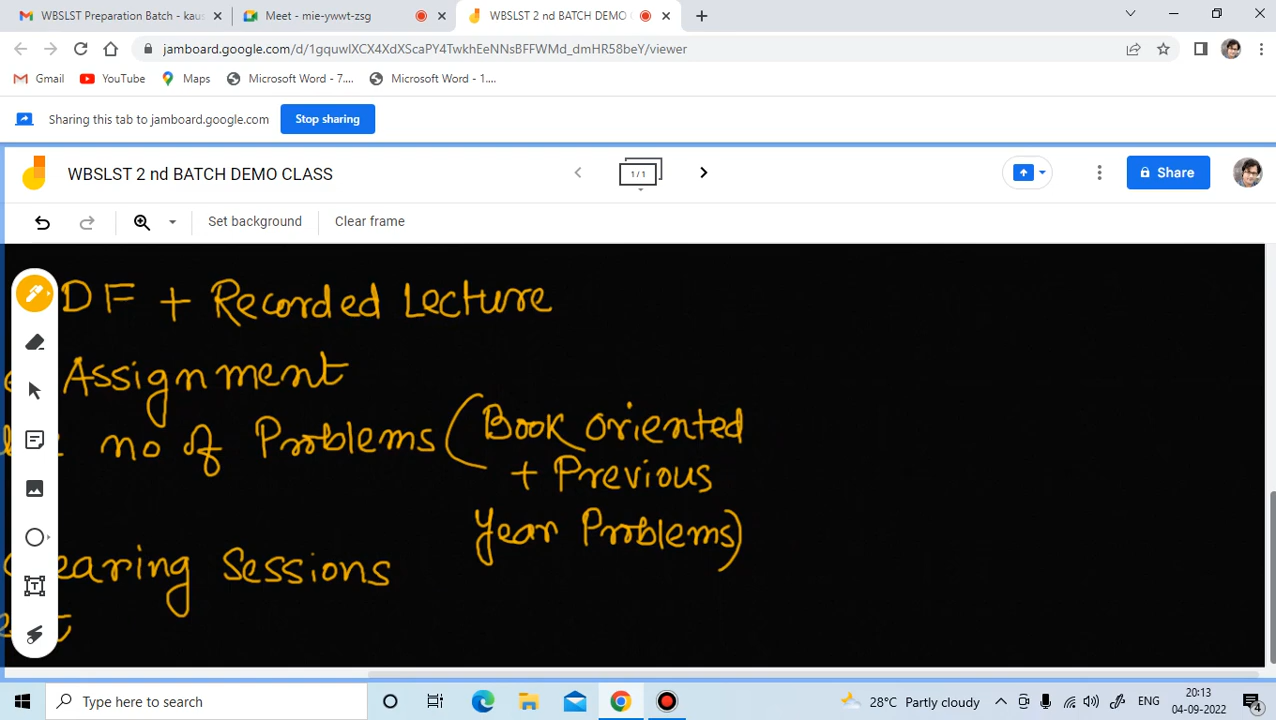 WBSLST Preparation Batch - kaus
Meet - mie-ywwt-zsg
WBSLST 2 nd BATCH DEMO C
jamboard.google.com/d/1gquwlXCX4XdXScaPY4TwkhEeNNsBFFWMd_dmHR58beY/viewer
Gmail YouTube Maps Microsoft Word - 7.... Microsoft Word - 1....
Sharing this tab to jamboard.google.com Stop sharing
WBSLST 2 nd BATCH DEMO CLASS 1/1 Share
Set background Clear frame
DF + Recorded Lecture
Assignment
no of Problems (Book oriented
+ Previous
Year Problems)
earing Sessions
Type here to search 28°C Partly cloudy ENG 20:13
04-09-2022 4